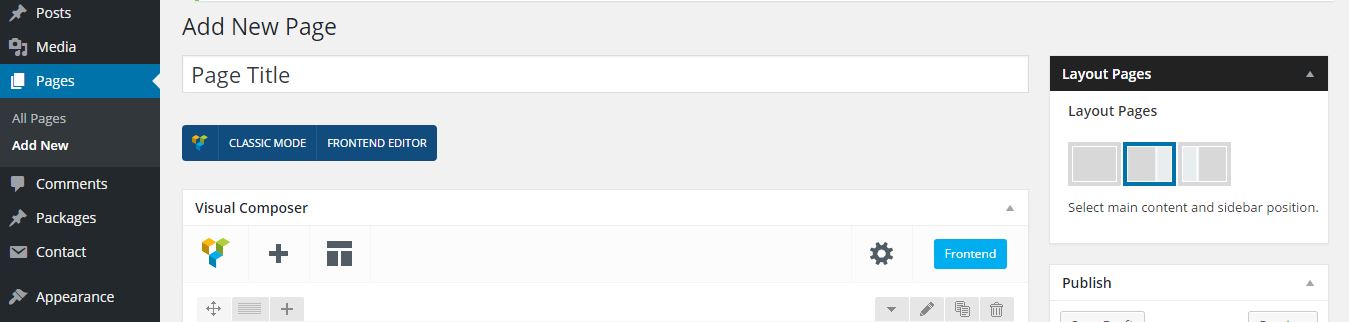 Posts
Media
Pages
All Pages
Add New
Comments
Packages
Contact
Appearance
Add New Page
Page Title
CLASSIC MODE
FRONTEND EDITOR
Visual Composer
Frontend
Layout Pages
Layout Pages
Select main content and sidebar position.
Publish